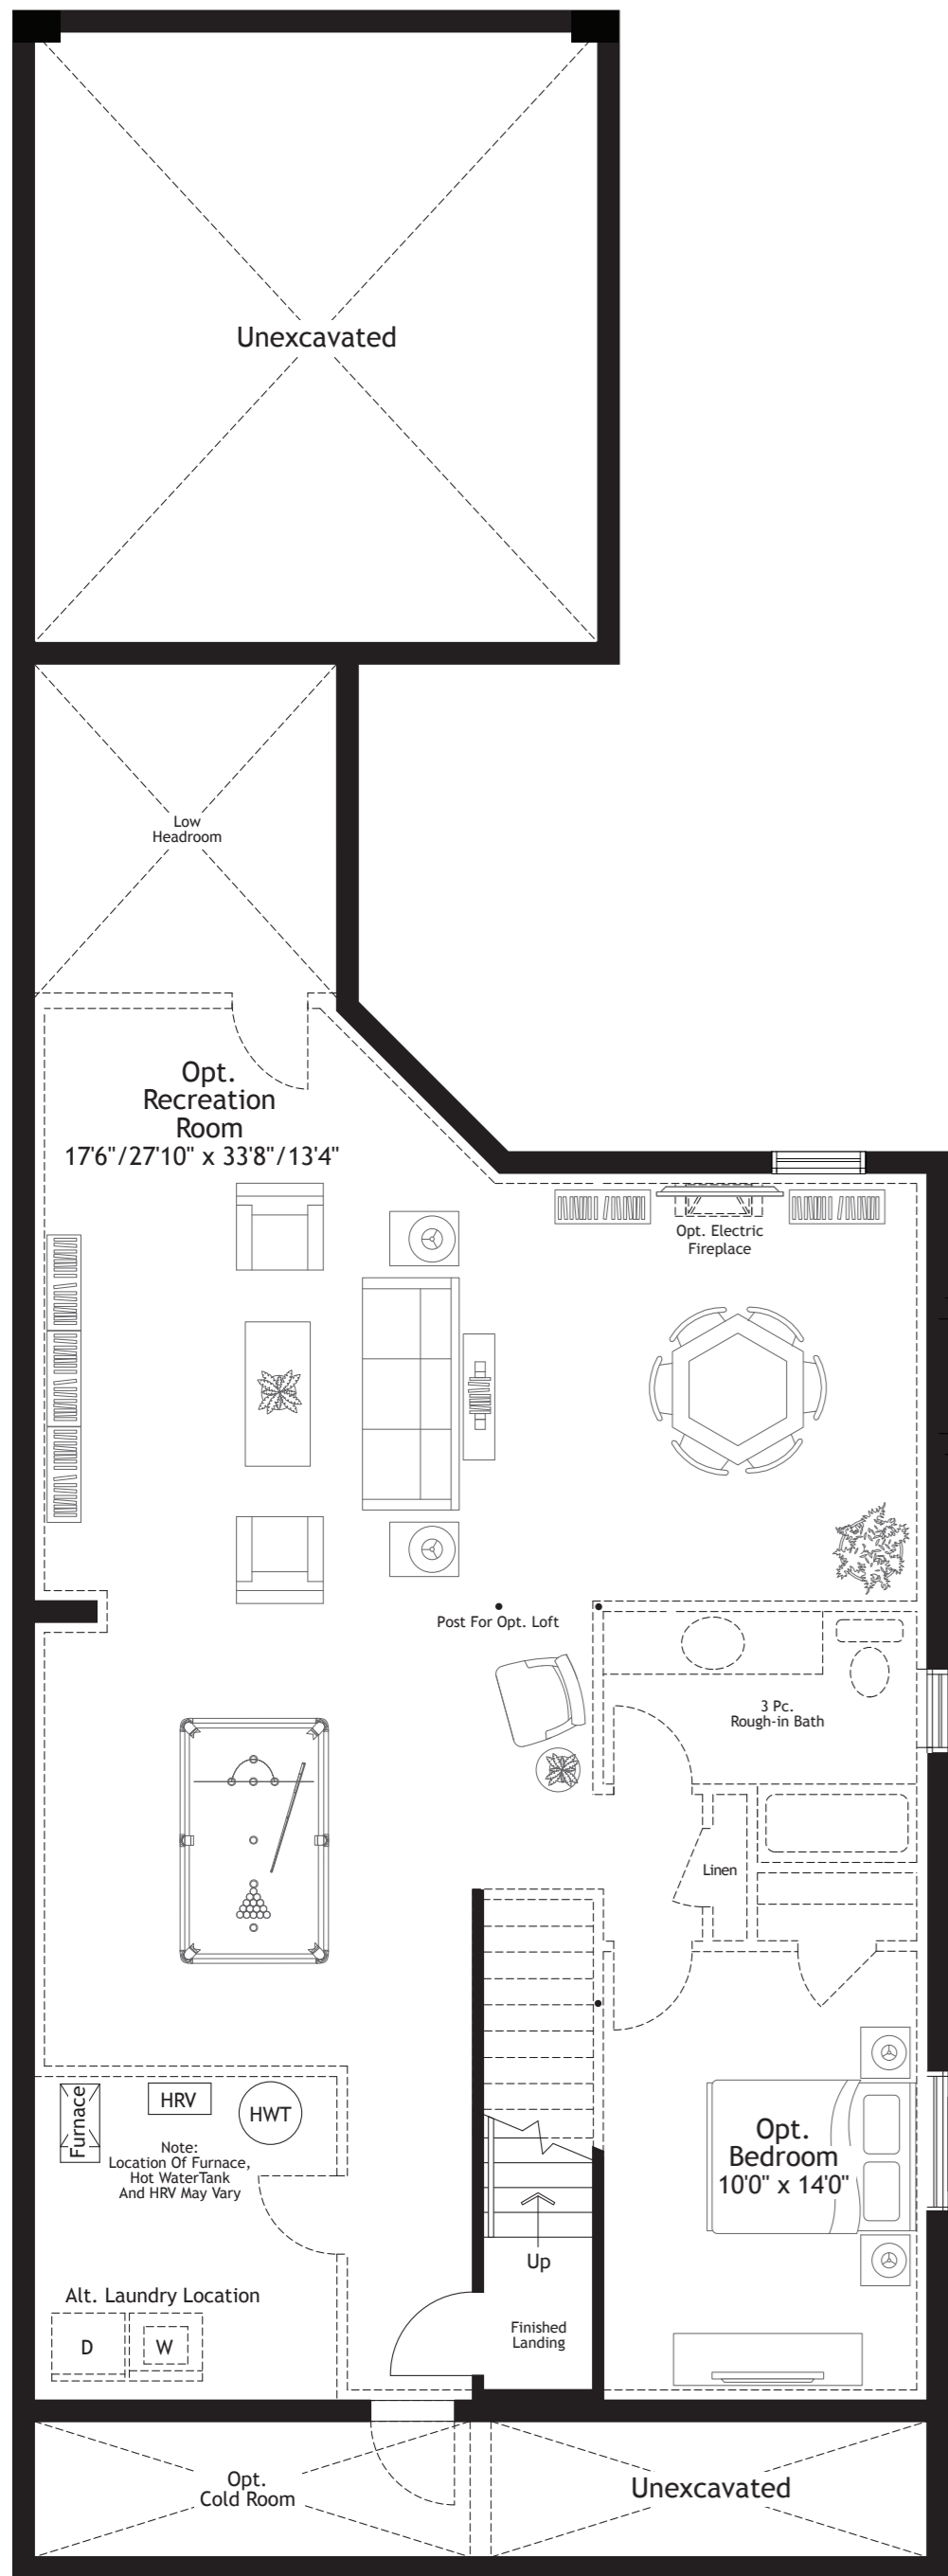 Unexcavated
Low
Headroom
Opt.
Recreation
Room
17'6"/27'10" x 33'8"/13'4"
Opt. Electric
Fireplace
Post For Opt. Loft
3 Pc.
Rough-in Bath
Linen
Furnace
HRV
HWT
Note:
Location Of Furnace,
Hot WaterTank
And HRV May Vary
Opt.
Bedroom
10'0" x 14'0"
Up
Alt. Laundry Location
D
W
Finished
Landing
Opt.
Cold Room
Unexcavated